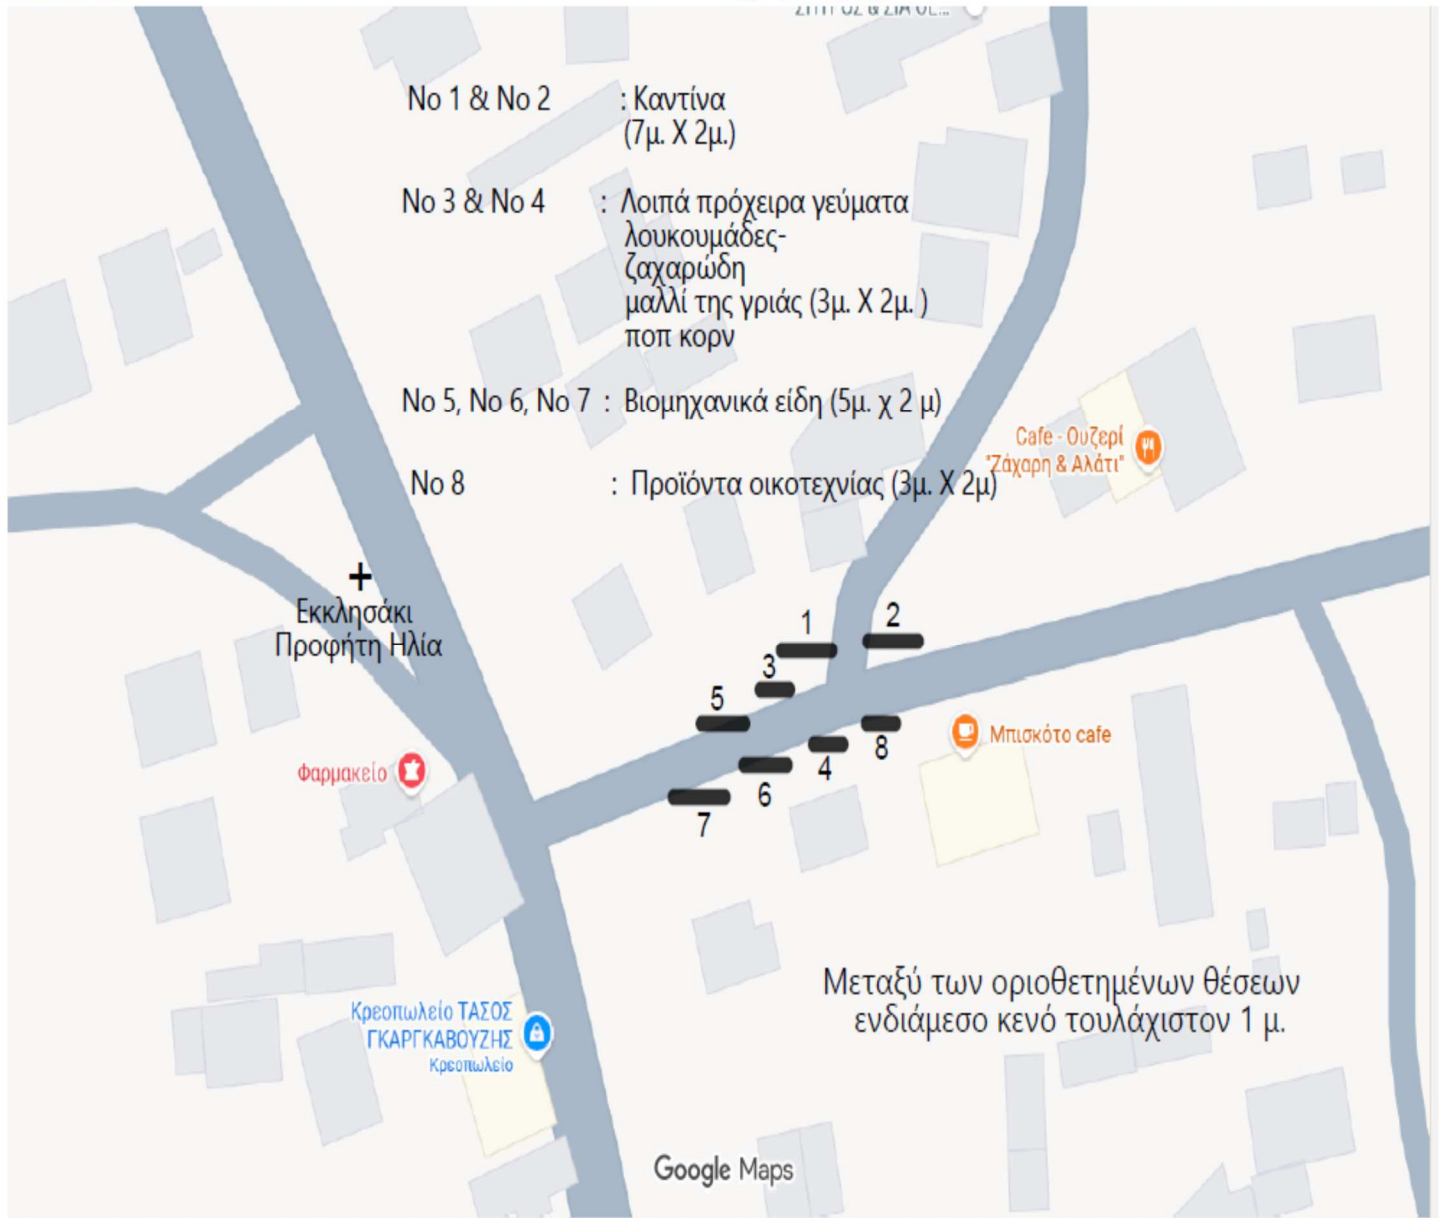 No 1 & No 2 : Καντίνα
(7μ. Χ 2μ.)
No 3 & No 4 : Λοιπά πρόχειρα γεύματα
λουκουμάδες-
ζαχαρώδη
μαλλί της γριάς (3μ. Χ 2μ. )
ποπ κορν
No 5, No 6, No 7 : Βιομηχανικά είδη (5μ. χ 2 μ)
Cafe - Ουζερί
"Ζάχαρη & Αλάτι"
No 8 : Προϊόντα οικοτεχνίας (3μ. Χ 2μ)
Εκκλησάκι
Προφήτη Ηλία
1
2
3
5
4
8
6
7
Μπισκότο cafe
Φαρμακείο
Μεταξύ των οριοθετημένων θέσεων
ενδιάμεσο κενό τουλάχιστον 1 μ.
Κρεοπωλείο ΤΑΣΟΣ
ΓΚΑΡΓΚΑΒΟΥΖΗΣ
Κρεοπωλείο
Google Maps